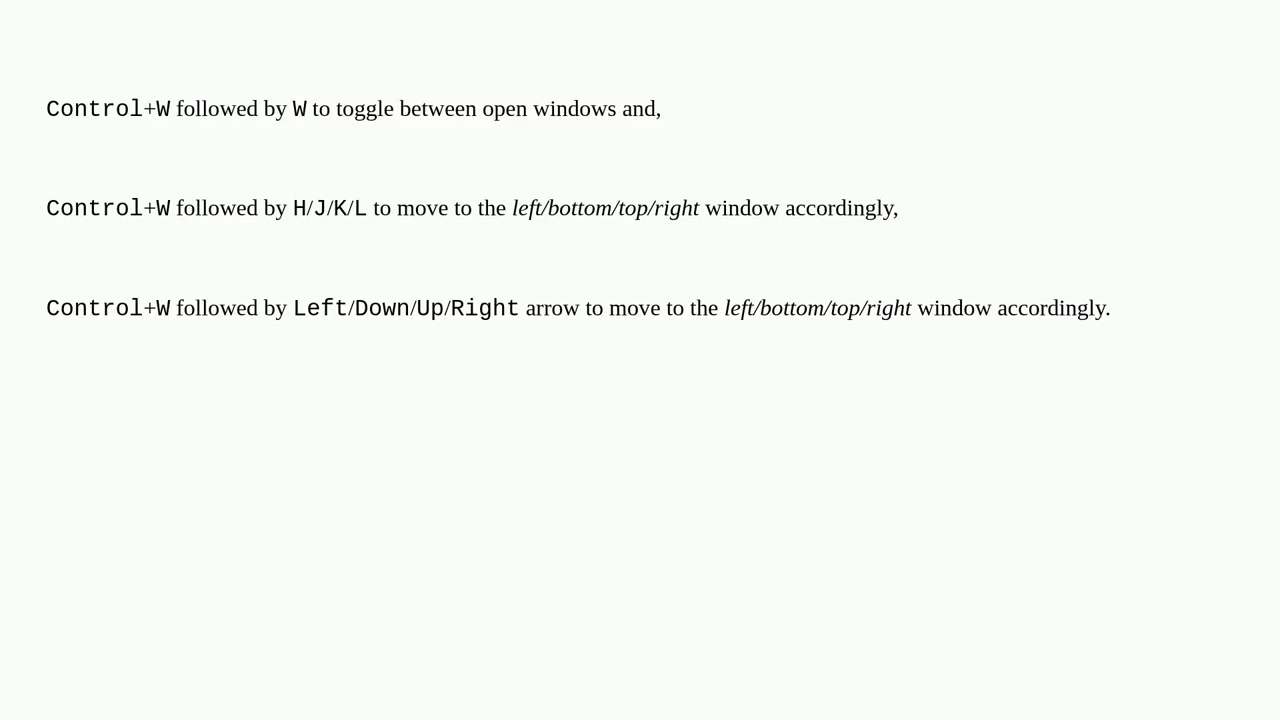 Control+W followed by W to toggle between open windows and,
Control+W followed by H/J/K/L to move to the left/bottom/top/right window accordingly,
Control+W followed by Left/Down/Up/Right arrow to move to the left/bottom/top/right window accordingly.